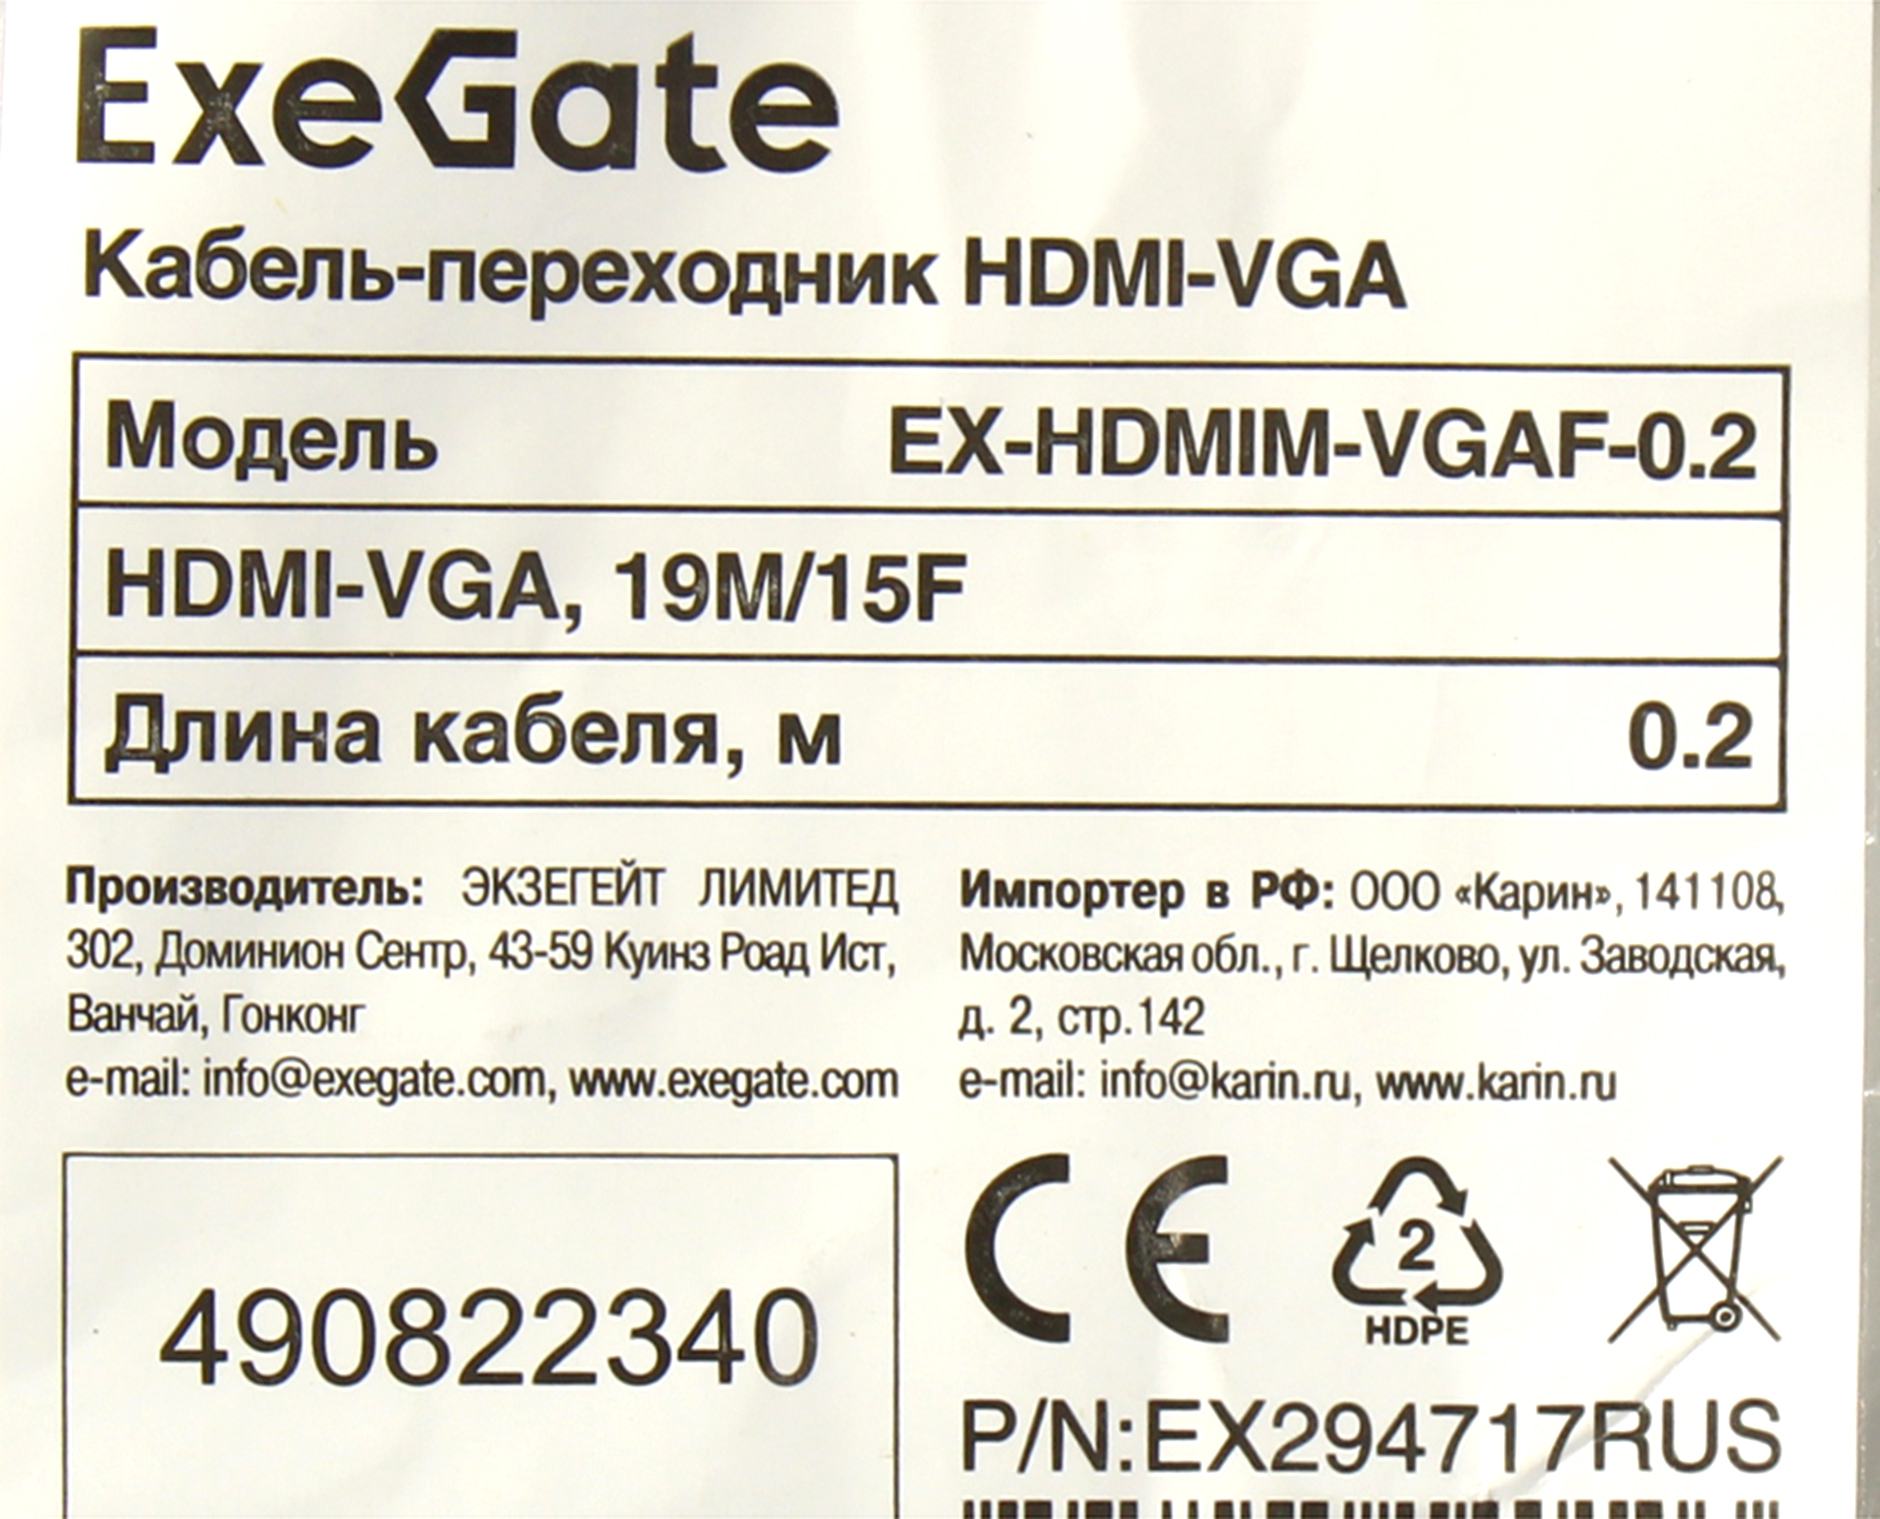 ExeGate
Кабель-переходник HDMI-VGA
Модель EX-HDMIM-VGAF-0.2
HDMI-VGA, 19M/15F
Длина кабеля, м 0.2
Производитель: ЭКЗЕГЕЙТ ЛИМИТЕД
302, Доминион Сентр, 43-59 Куинз Роад Ист,
Ванчай, Гонконг
e-mail: info@exegate.com, www.exegate.com
Импортер в РФ: ООО «Карин», 141108,
Московская обл., г. Щелково, ул. Заводская,
д. 2, стр.142
e-mail: info@karin.ru, www.karin.ru
490822340
CE
2
HDPE
P/N:EX294717RUS